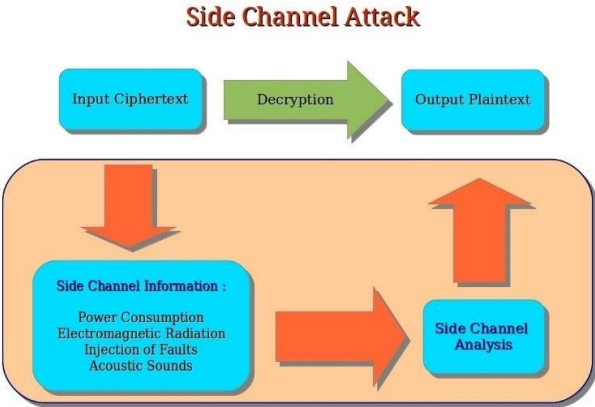 Side Channel Attack
Input Ciphertext
Decryption
Output Plaintext
Side Channel Information :
Power Consumption
Electromagnetic Radiation
Injection of Faults
Acoustic Sounds
Side Channel
Analysis